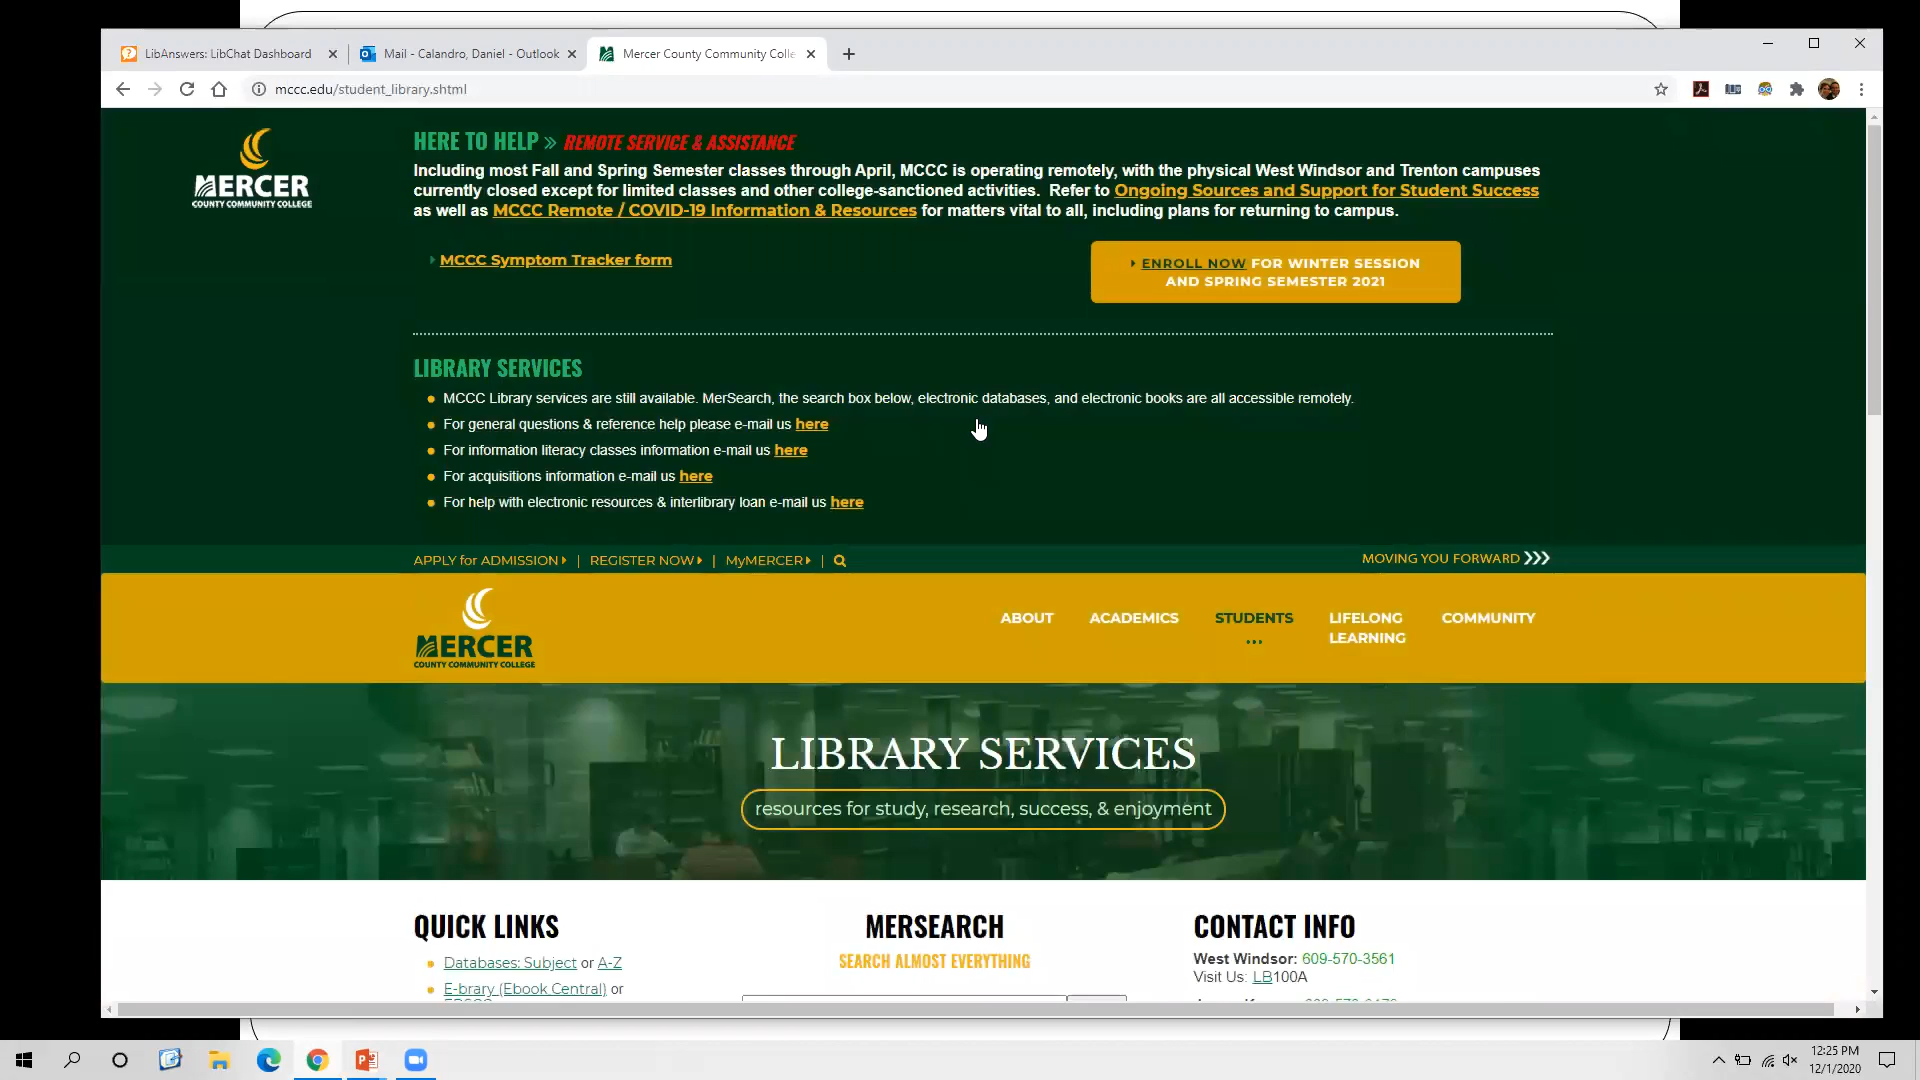 LibAnswers: LibChat Dashboard
Mail - Calandro, Daniel - Outlook
Mercer County Community Colle
mccc.edu/student_library.shtml
MERCER
COUNTY COMMUNITY COLLEGE
HERE TO HELP » REMOTE SERVICE & ASSISTANCE
Including most Fall and Spring Semester classes through April, MCCC is operating remotely, with the physical West Windsor and Trenton campuses
currently closed except for limited classes and other college-sanctioned activities. Refer to Ongoing Sources and Support for Student Success
as well as MCCC Remote / COVID-19 Information & Resources for matters vital to all, including plans for returning to campus.
MCCC Symptom Tracker form
ENROLL NOW FOR WINTER SESSION
AND SPRING SEMESTER 2021
LIBRARY SERVICES
MCCC Library services are still available. MerSearch, the search box below, electronic databases, and electronic books are all accessible remotely.
For general questions & reference help please e-mail us here
For information literacy classes information e-mail us here
For acquisitions information e-mail us here
For help with electronic resources & interlibrary loan e-mail us here
APPLY for ADMISSION | REGISTER NOW | MyMERCER |
MOVING YOU FORWARD
MERCER
COUNTY COMMUNITY COLLEGE
ABOUT ACADEMICS STUDENTS LIFELONG LEARNING COMMUNITY
LIBRARY SERVICES
resources for study, research, success, & enjoyment
QUICK LINKS
Databases: Subject or A-Z
E-brary (Ebook Central) or
MERSEARCH
SEARCH ALMOST EVERYTHING
CONTACT INFO
West Windsor: 609-570-3561
Visit Us: LB100A
12:25 PM
12/1/2020